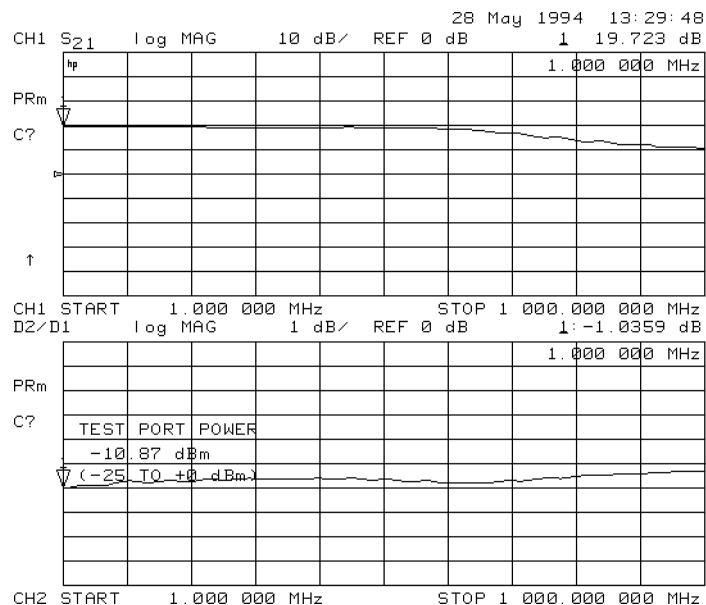 28 May 1994 13:29:48
CH1 S21 log MAG 10 dB/ REF 0 dB 1 19.723 dB
hp 1.000 000 MHz
PRm
C?
↑
CH1 START 1.000 000 MHz STOP 1 000.000 000 MHz
D2/D1 log MAG 1 dB/ REF 0 dB 1:-1.0359 dB
1.000 000 MHz
PRm
C?
TEST PORT POWER
-10.87 dBm
(-25 TO +0 dBm)
CH2 START 1.000 000 MHz STOP 1 000.000 000 MHz